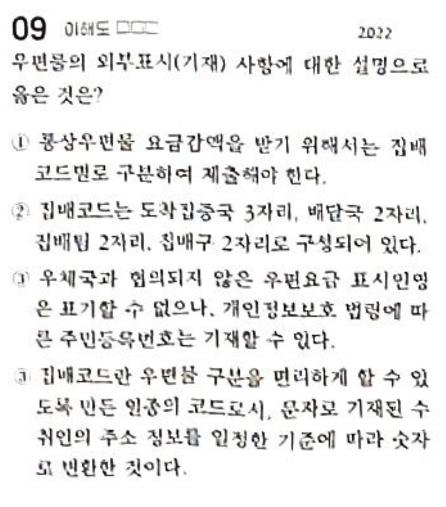 09 이해도 □□□ 2022
우편물의 외부표시(기재) 사항에 대한 설명으로
옳은 것은?
① 통상우편물 요금감액을 받기 위해서는 집배
코드별로 구분하여 제출해야 한다.
② 집배코드는 도착집중국 3자리, 배달국 2자리,
집배팀 2자리, 집배구 2자리로 구성되어 있다.
③ 우체국과 협의되지 않은 우편요금 표시인영
은 표기할 수 없으나, 개인정보보호 법령에 따
른 주민등록번호는 기재할 수 있다.
④ 집배코드란 우편물 구분을 편리하게 할 수 있
도록 만든 일종의 코드로서, 문자로 기재된 수
취인의 주소 정보를 일정한 기준에 따라 숫자
로 변환한 것이다.